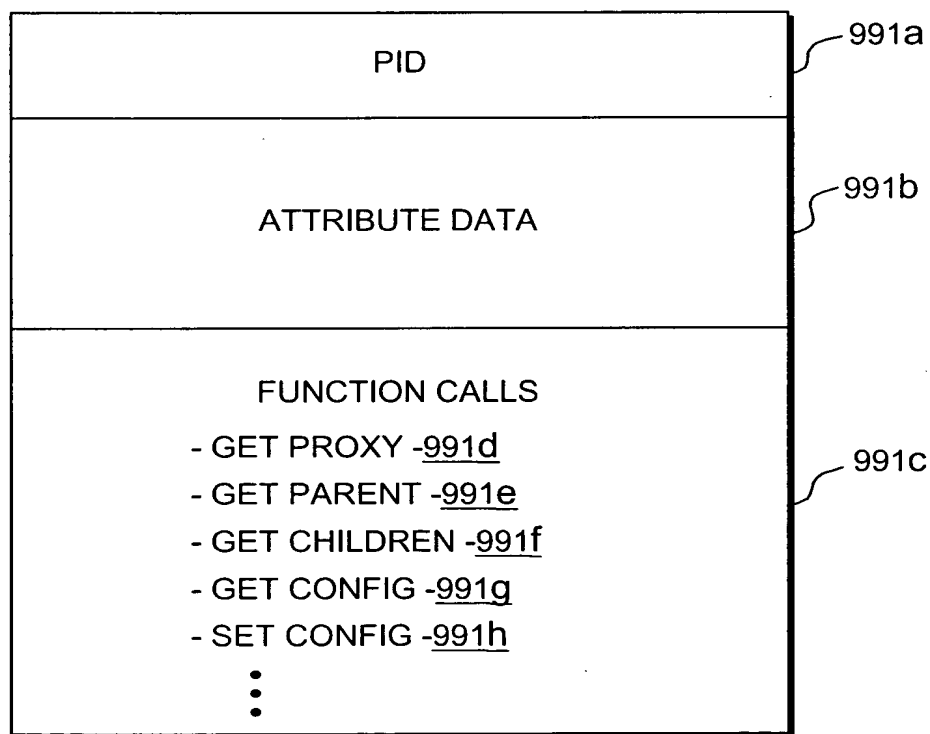 PID
991a
ATTRIBUTE DATA
991b
FUNCTION CALLS
- GET PROXY -991d
- GET PARENT -991e
- GET CHILDREN -991f
- GET CONFIG -991g
- SET CONFIG -991h
991c